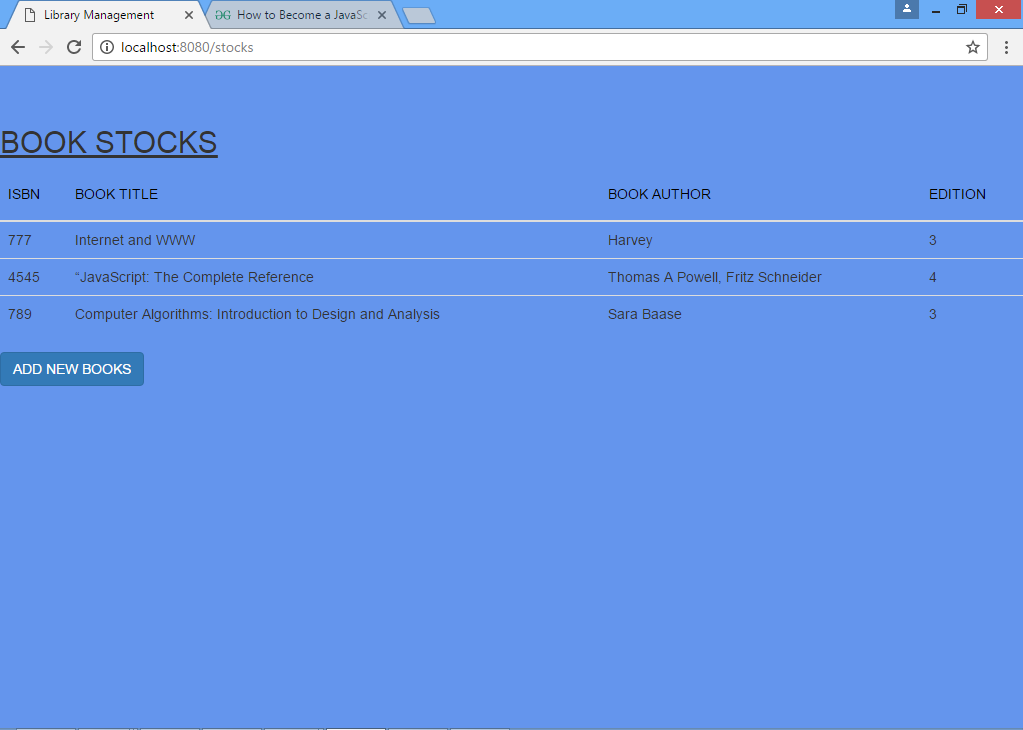 Library Management
How to Become a JavaSc
localhost:8080/stocks
BOOK STOCKS
ISBN BOOK TITLE BOOK AUTHOR EDITION
777 Internet and WWW Harvey 3
4545 “JavaScript: The Complete Reference Thomas A Powell, Fritz Schneider 4
789 Computer Algorithms: Introduction to Design and Analysis Sara Baase 3
ADD NEW BOOKS